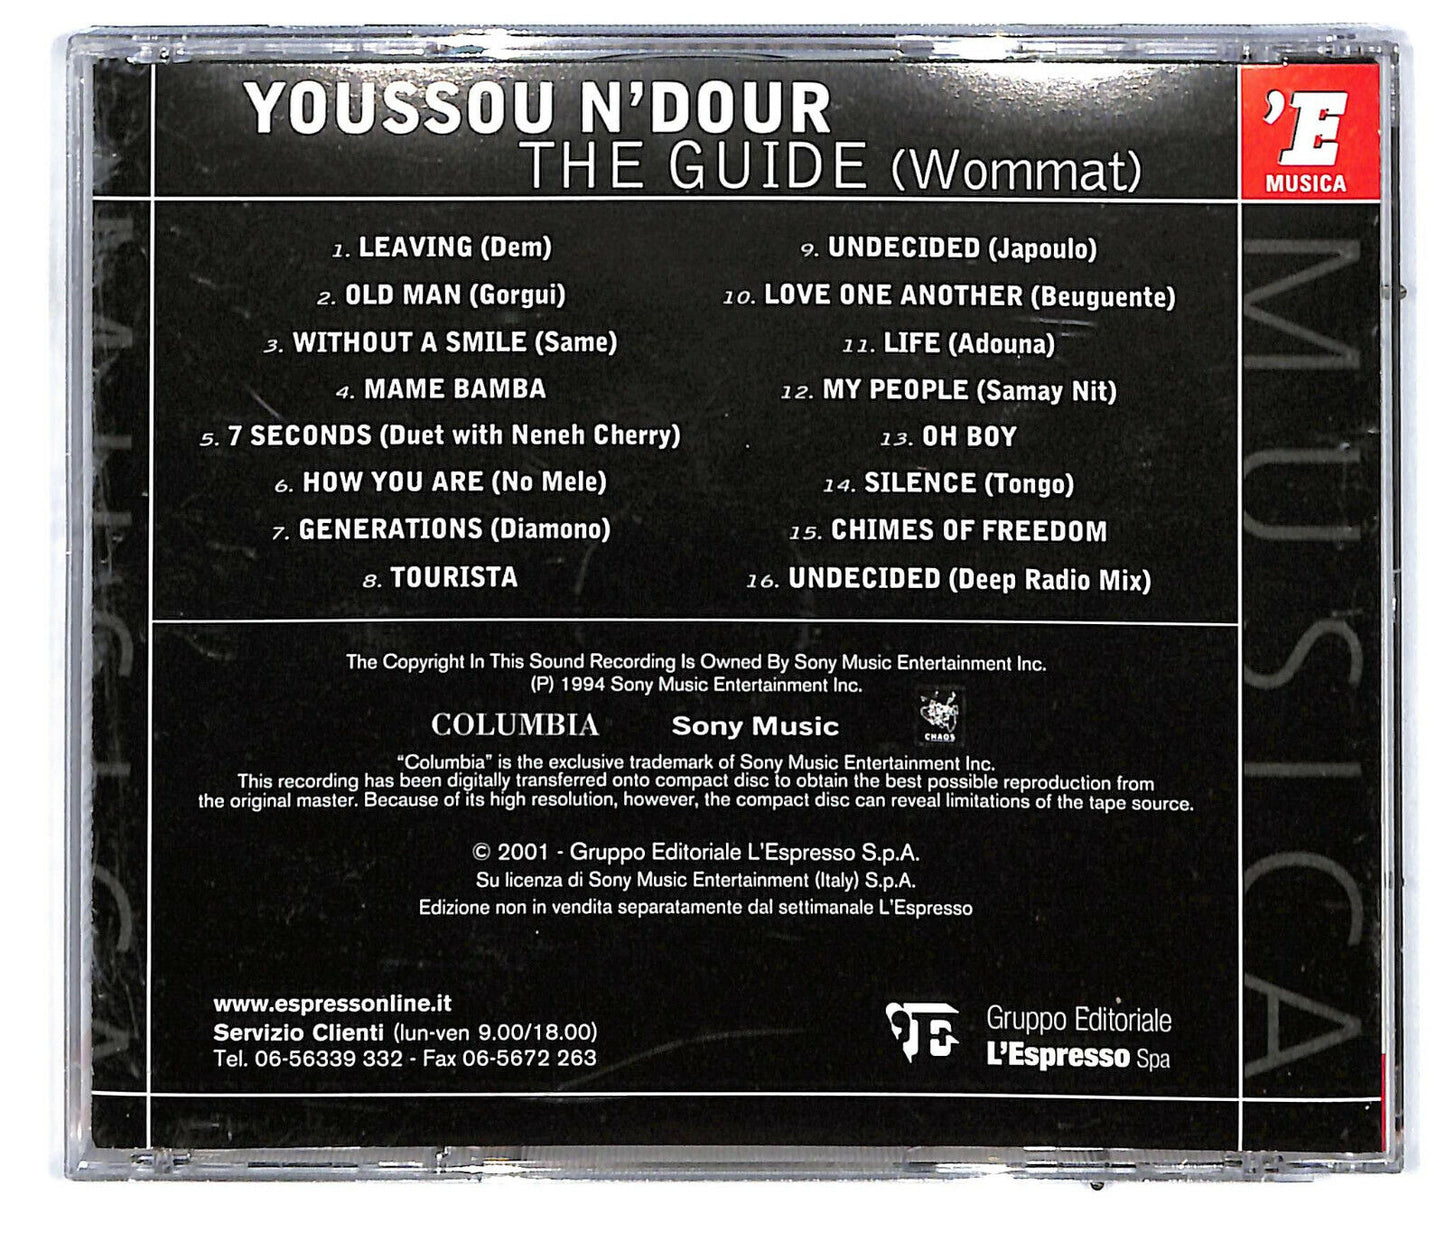 YOUSSOU N'DOUR
THE GUIDE (Wommat)
'E
MUSICA
1. LEAVING (Dem)
2. OLD MAN (Gorgui)
3. WITHOUT A SMILE (Same)
4. MAME BAMBA
5. 7 SECONDS (Duet with Neneh Cherry)
6. HOW YOU ARE (No Mele)
7. GENERATIONS (Diamono)
8. TOURISTA
9. UNDECIDED (Japoulo)
10. LOVE ONE ANOTHER (Beuguente)
11. LIFE (Adouna)
12. MY PEOPLE (Samay Nit)
13. OH BOY
14. SILENCE (Tongo)
15. CHIMES OF FREEDOM
16. UNDECIDED (Deep Radio Mix)
The Copyright In This Sound Recording Is Owned By Sony Music Entertainment Inc.
(P) 1994 Sony Music Entertainment Inc.
COLUMBIA Sony Music CHAOS
“Columbia” is the exclusive trademark of Sony Music Entertainment Inc.
This recording has been digitally transferred onto compact disc to obtain the best possible reproduction from
the original master. Because of its high resolution, however, the compact disc can reveal limitations of the tape source.
© 2001 - Gruppo Editoriale L'Espresso S.p.A.
Su licenza di Sony Music Entertainment (Italy) S.p.A.
Edizione non in vendita separatamente dal settimanale L'Espresso
www.espressonline.it
Servizio Clienti (lun-ven 9.00/18.00)
Tel. 06-56339 332 - Fax 06-5672 263
'E
Gruppo Editoriale
L'Espresso Spa
MUSICA
MUSICA